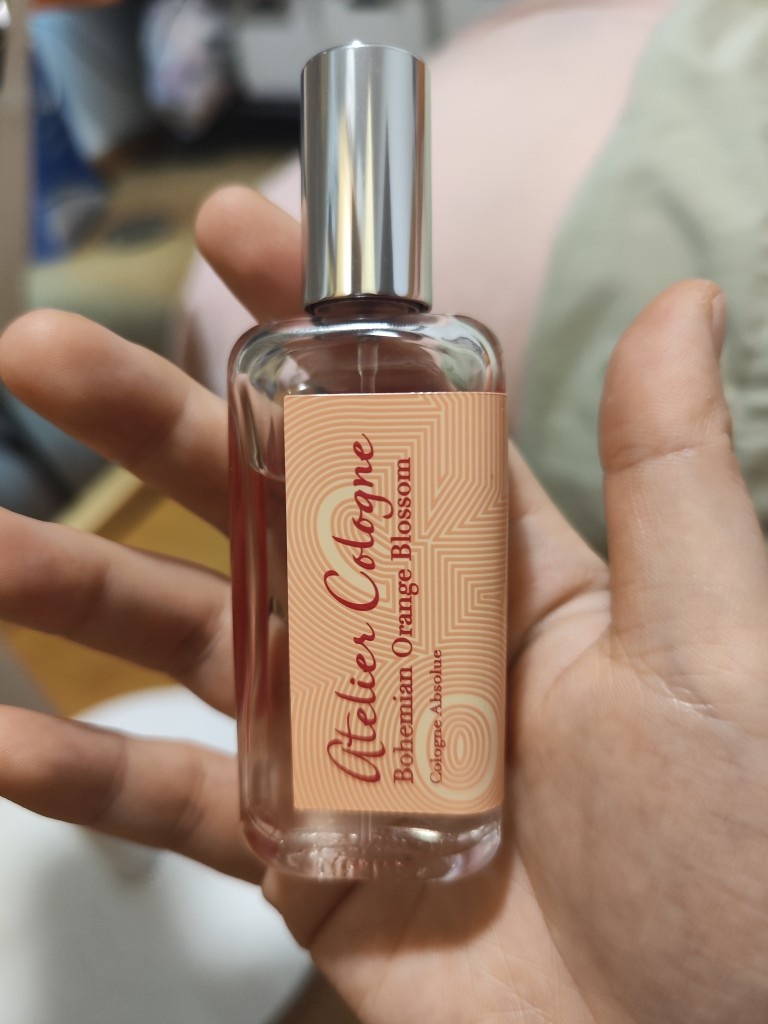 Atelier Cologne
Bohemian Orange Blossom
Cologne Absolue